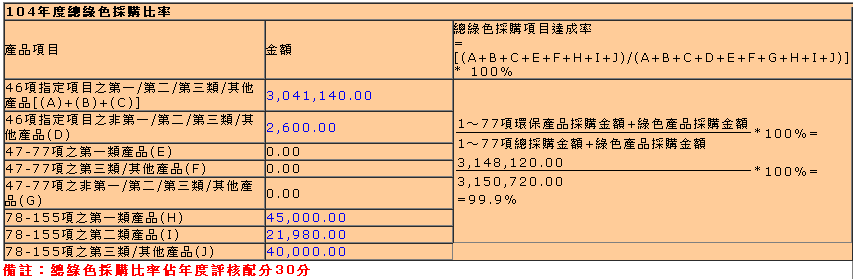 104年度總綠色採購比率
產品項目
金額
總綠色採購項目達成率
=
[(A+B+C+E+F+H+I+J)/(A+B+C+D+E+F+G+H+I+J)]
* 100%
46項指定項目之第一/第二/第三類/其他
產品[(A)+(B)+(C)]
3,041,140.00
46項指定項目之非第一/第二/第三類/其
他產品(D)
2,600.00
47-77項之第一類產品(E)
0.00
47-77項之第三類/其他產品(F)
0.00
47-77項之非第一/第二/第三類/其他產
品(G)
0.00
78-155項之第一類產品(H)
45,000.00
78-155項之第二類產品(I)
21,980.00
78-155項之第三類/其他產品(J)
40,000.00
1～77項環保產品採購金額+綠色產品採購金額
*100%=
1～77項總採購金額+綠色產品採購金額
3,148,120.00
*100%=
3,150,720.00
=99.9%
備註：總綠色採購比率佔年度評核配分30分